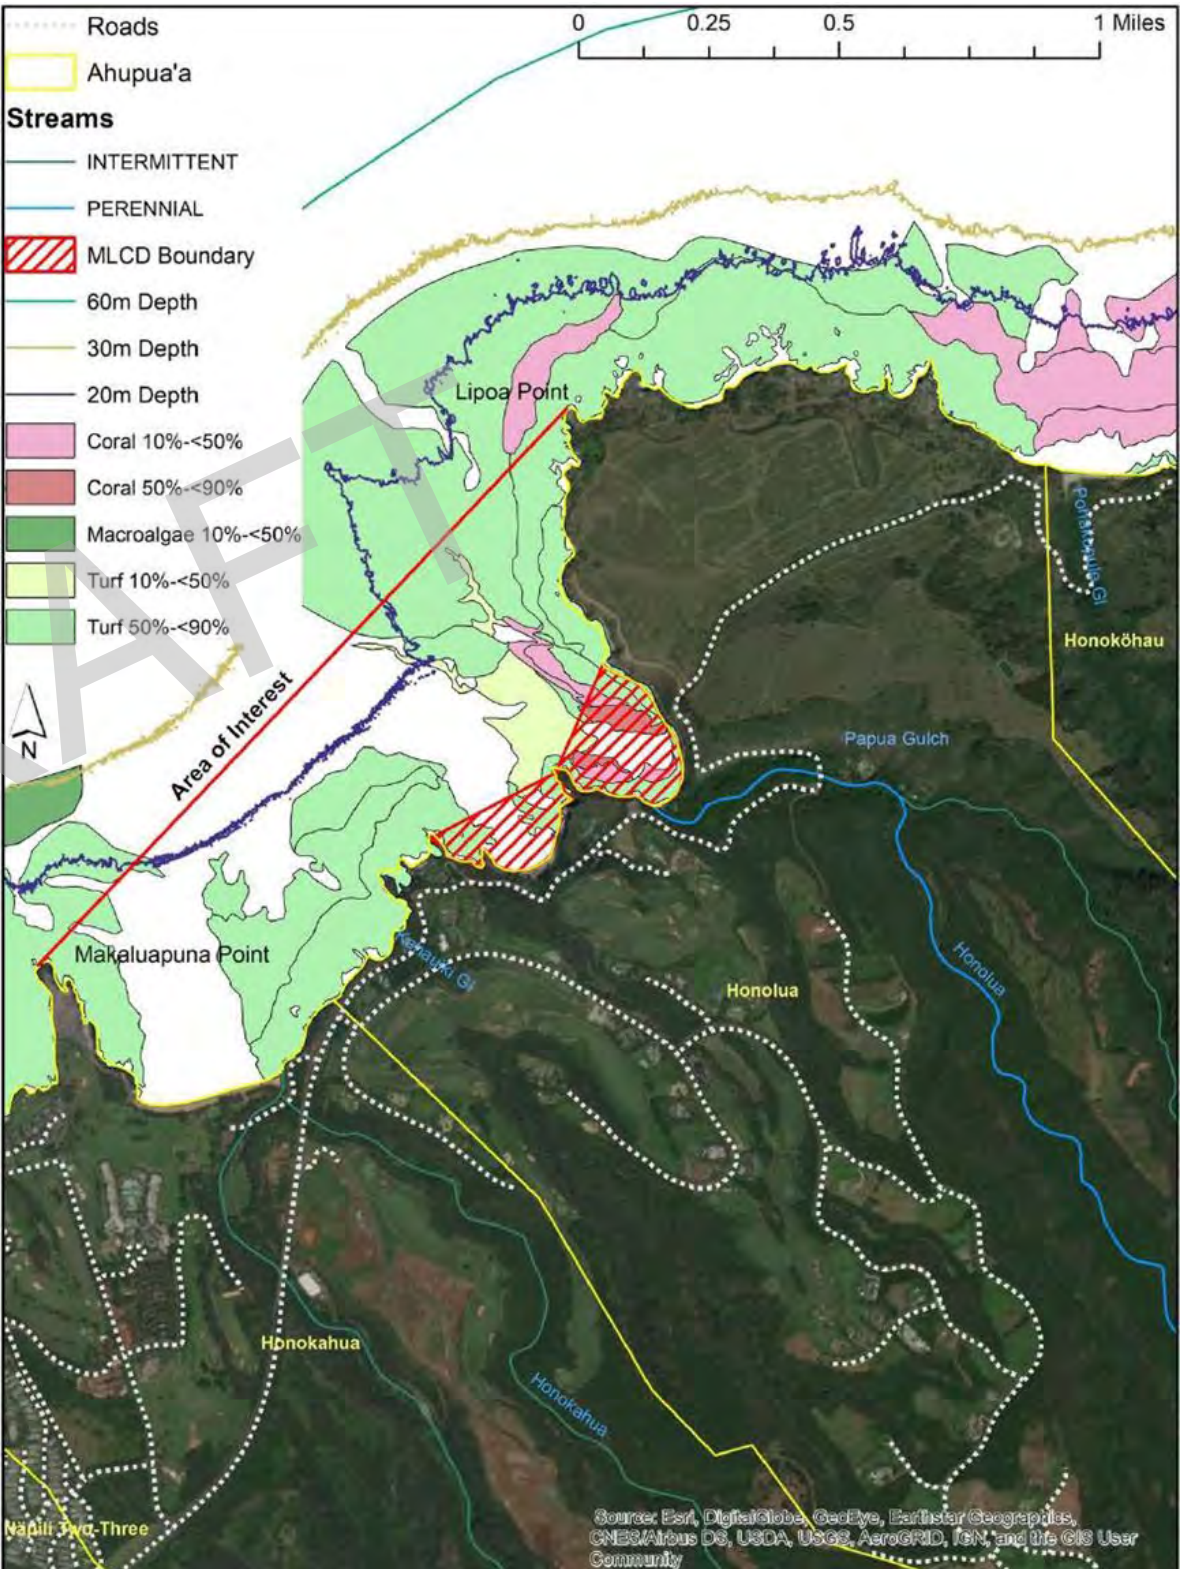 Roads
Ahupua'a
Streams
INTERMITTENT
PERENNIAL
MLCD Boundary
60m Depth
30m Depth
20m Depth
Coral 10%-<50%
Coral 50%-<90%
Macroalgae 10%-<50%
Turf 10%-<50%
Turf 50%-<90%
0 0.25 0.5 1 Miles
Lipoa Point
Honoköhau
Papua Gulch
Area of Interest
N
Makaluapuna Point
Honolua
Honolua
Honokahua
Honokahua
Napili Two-Three
AFT
Source: Esri, DigitalGlobe, GeoEye, Earthstar Geographics,
CNES/Airbus DS, USDA, USGS, AeroGRID, IGN, and the GIS User
Community